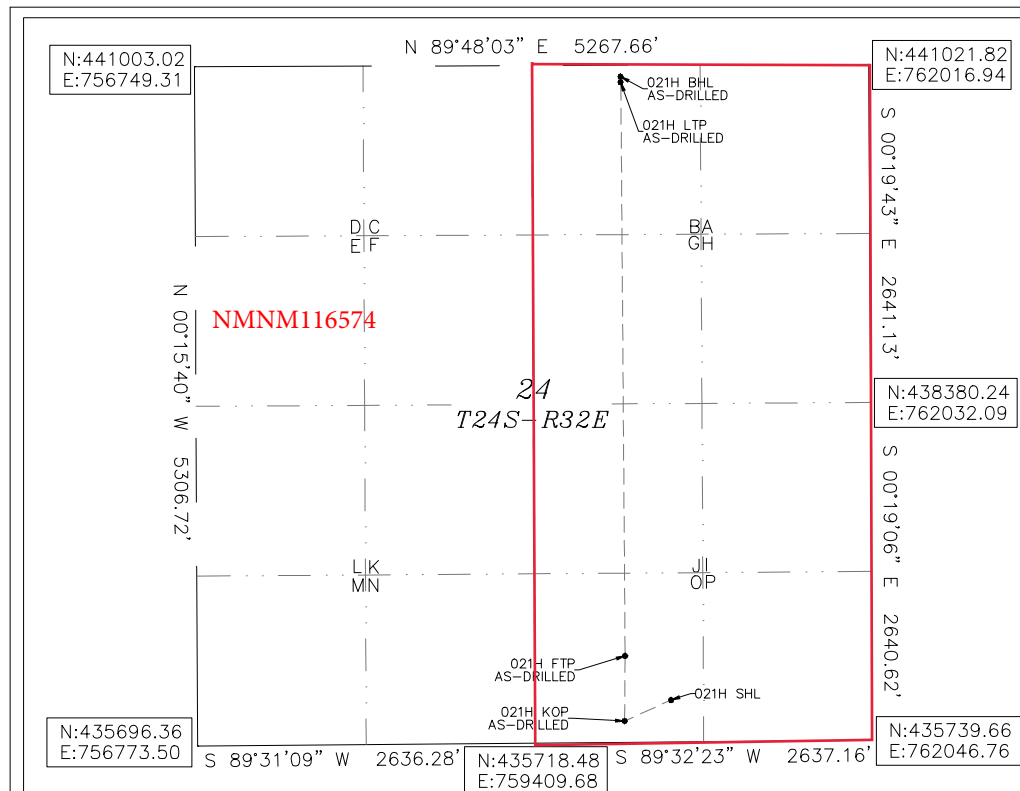 N 89°48'03" E 5267.66'
N:441003.02
E:756749.31
N:441021.82
E:762016.94
021H BHL
AS-DRILLED
021H LTP
AS-DRILLED
S 00°19'43" E 2641.13'
D C
E F
B A
G H
N 00°15'40" W 5306.72'
NMNM116574
24
T24S-R32E
N:438380.24
E:762032.09
S 00°19'06" E 2640.62'
L K
M N
J I
O P
021H FTP
AS-DRILLED
021H SHL
021H KOP
AS-DRILLED
N:435696.36
E:756773.50
S 89°31'09" W 2636.28'
N:435718.48
E:759409.68
S 89°32'23" W 2637.16'
N:435739.66
E:762046.76